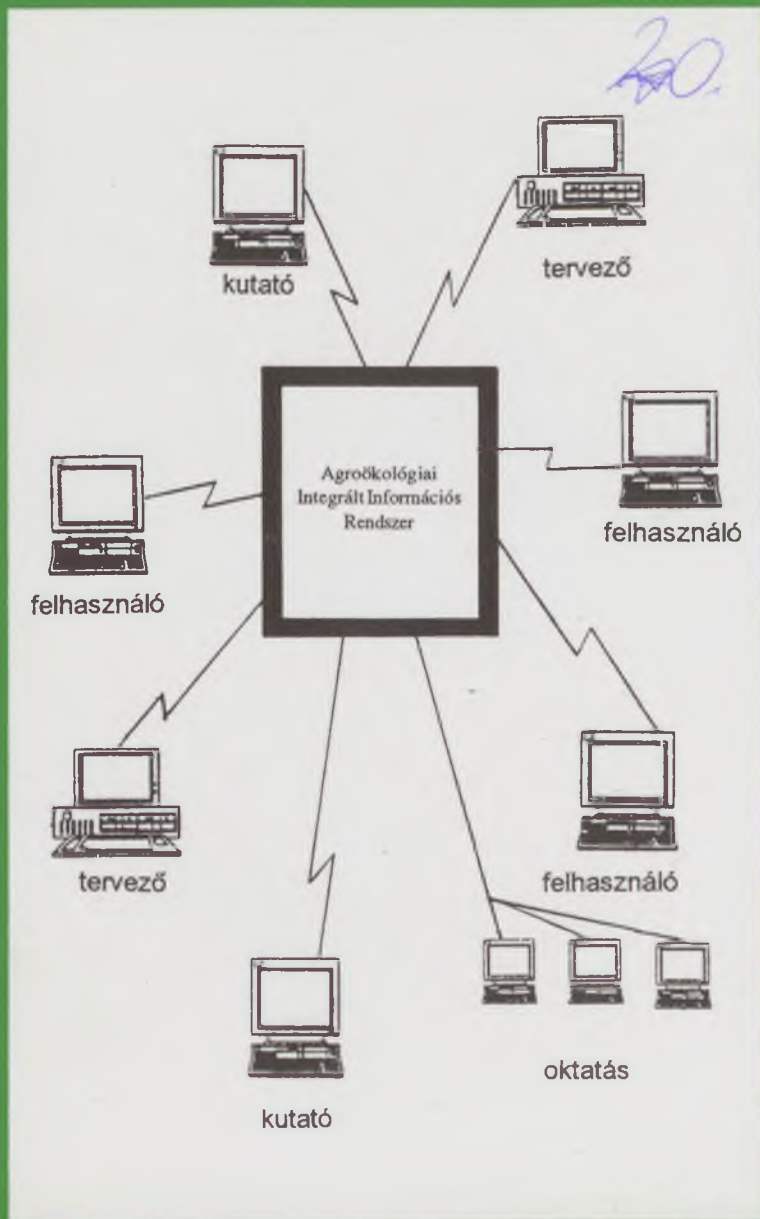 kutató
tervező
Agroökológiai
Integrált Információs
Rendszer
felhasználó
felhasználó
tervező
felhasználó
oktatás
kutató